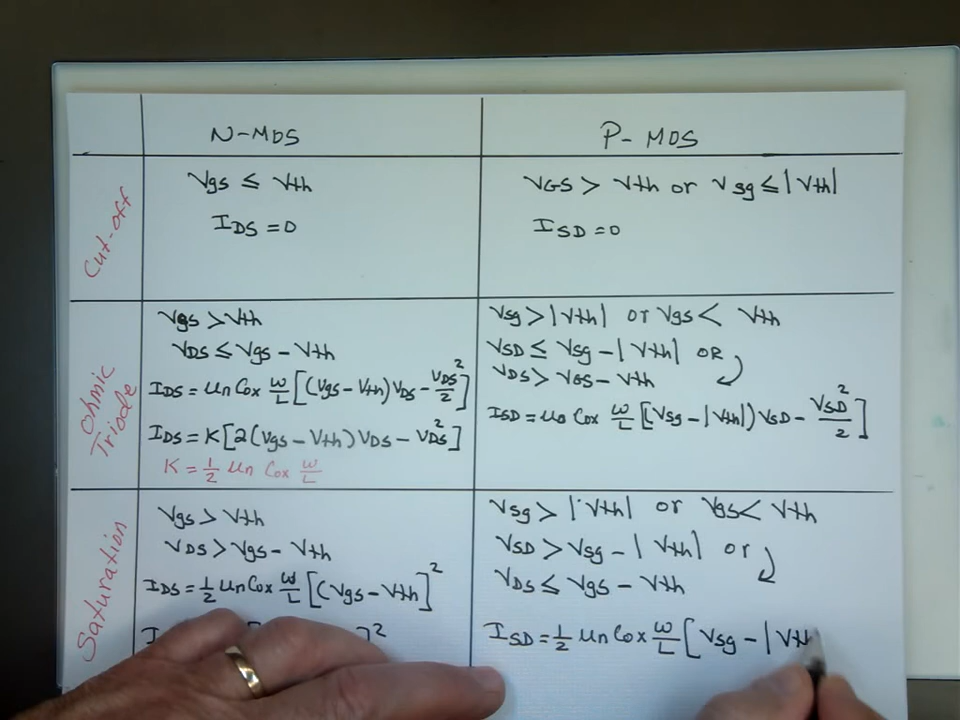 N-MOS
P-MOS
Cut-off
Vgs ≤ Vth
IDS = 0
VGS > Vth or Vsg ≤ |Vth|
ISD = 0
Ohmic
Triode
Vgs > Vth
VDS ≤ Vgs - Vth
IDS = un Cox W/L [(Vgs - Vth) VDS - VDS²/2]
IDS = K[2(Vgs - Vth) VDS - VDS²]
K = 1/2 un Cox W/L
Vsg > |Vth| or Vgs < Vth
VSD ≤ Vsg - |Vth| OR
VDS > VGS - Vth
ISD = un Cox W/L [(Vsg - |Vth|) VSD - VSD²/2]
Saturation
Vgs > Vth
VDS > Vgs - Vth
IDS = 1/2 un Cox W/L [(Vgs - Vth]²
Vsg > |Vth| or Vgs < Vth
VSD > Vsg - |Vth| or
VDS ≤ Vgs - Vth
ISD = 1/2 un Cox W/L [Vsg - |Vth